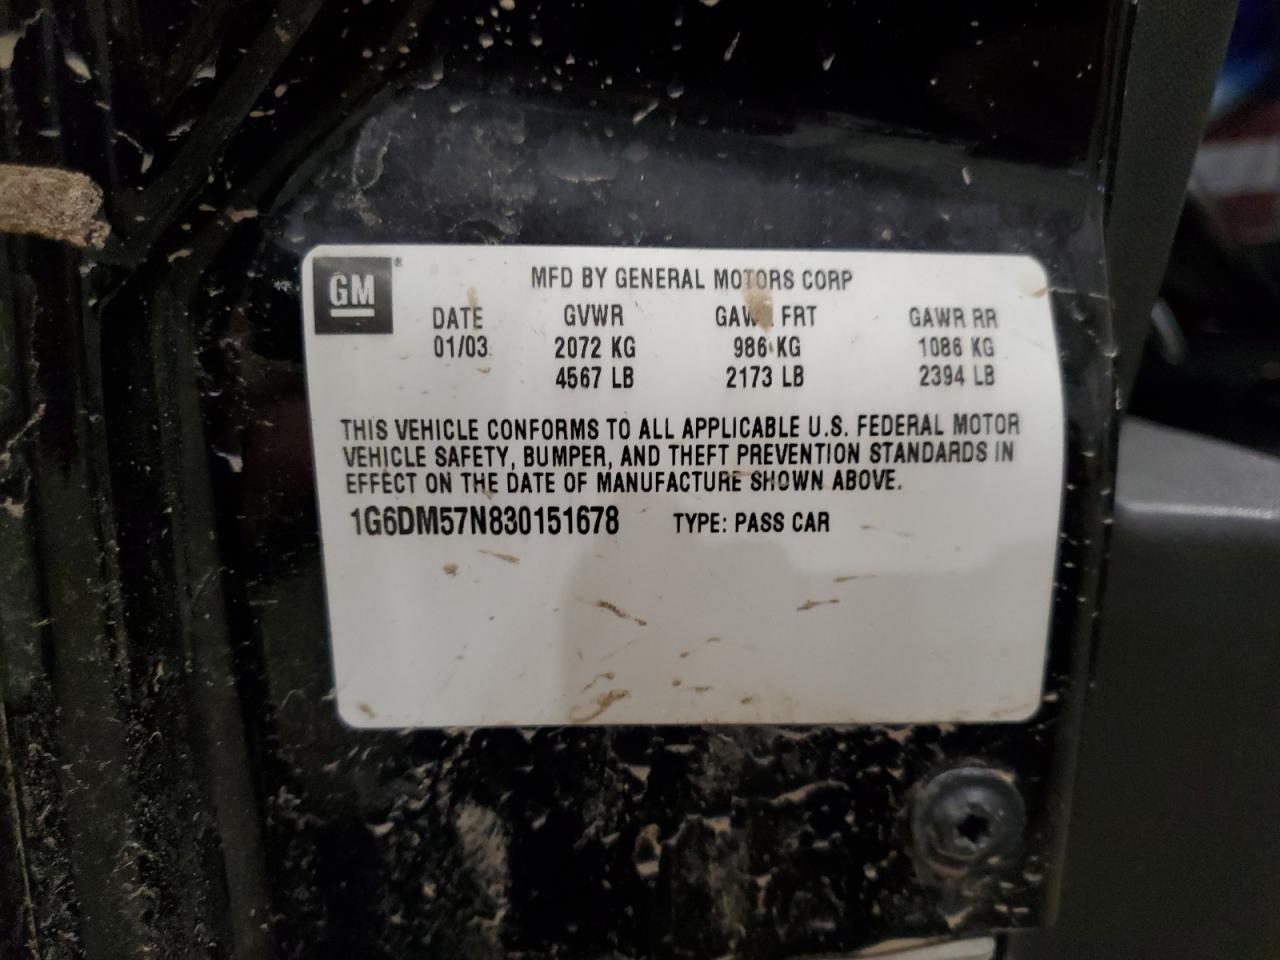 GM®
MFD BY GENERAL MOTORS CORP
DATE GVWR GAWR FRT GAWR RR
01/03 2072 KG 986 KG 1086 KG
4567 LB 2173 LB 2394 LB
THIS VEHICLE CONFORMS TO ALL APPLICABLE U.S. FEDERAL MOTOR
VEHICLE SAFETY, BUMPER, AND THEFT PREVENTION STANDARDS IN
EFFECT ON THE DATE OF MANUFACTURE SHOWN ABOVE.
1G6DM57N830151678 TYPE: PASS CAR